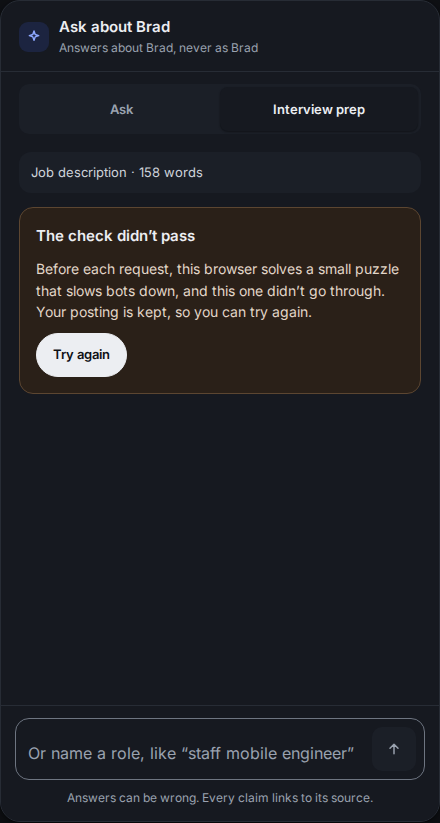 Ask about Brad
Answers about Brad, never as Brad
Ask
Interview prep
Job description · 158 words
The check didn’t pass
Before each request, this browser solves a small puzzle
that slows bots down, and this one didn’t go through.
Your posting is kept, so you can try again.
Try again
Or name a role, like “staff mobile engineer”
Answers can be wrong. Every claim links to its source.